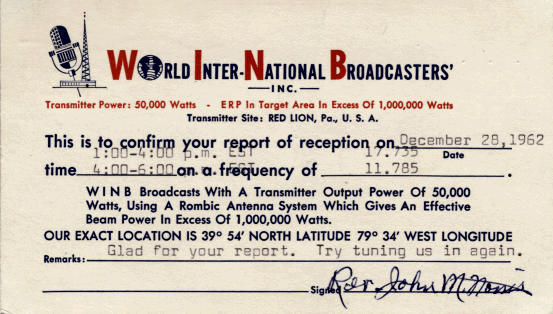 WORLD INTER-NATIONAL BROADCASTERS'
INC.
Transmitter Power: 50,000 Watts - ERP In Target Area In Excess Of 1,000,000 Watts
Transmitter Site: RED LION, Pa., U. S. A.
This is to confirm your report of reception on December 28,1962
1:00-4:00 p.m. EST 17.735 Date
time 4:00-6:00 p.m. EST on a frequency of 11.785 .
WINB Broadcasts With A Transmitter Output Power Of 50,000
Watts, Using A Rombic Antenna System Which Gives An Effective
Beam Power In Excess Of 1,000,000 Watts.
OUR EXACT LOCATION IS 39° 54' NORTH LATITUDE 79° 34' WEST LONGITUDE
Remarks: Glad for your report. Try tuning us in again.
Signed Rev John M. Norris